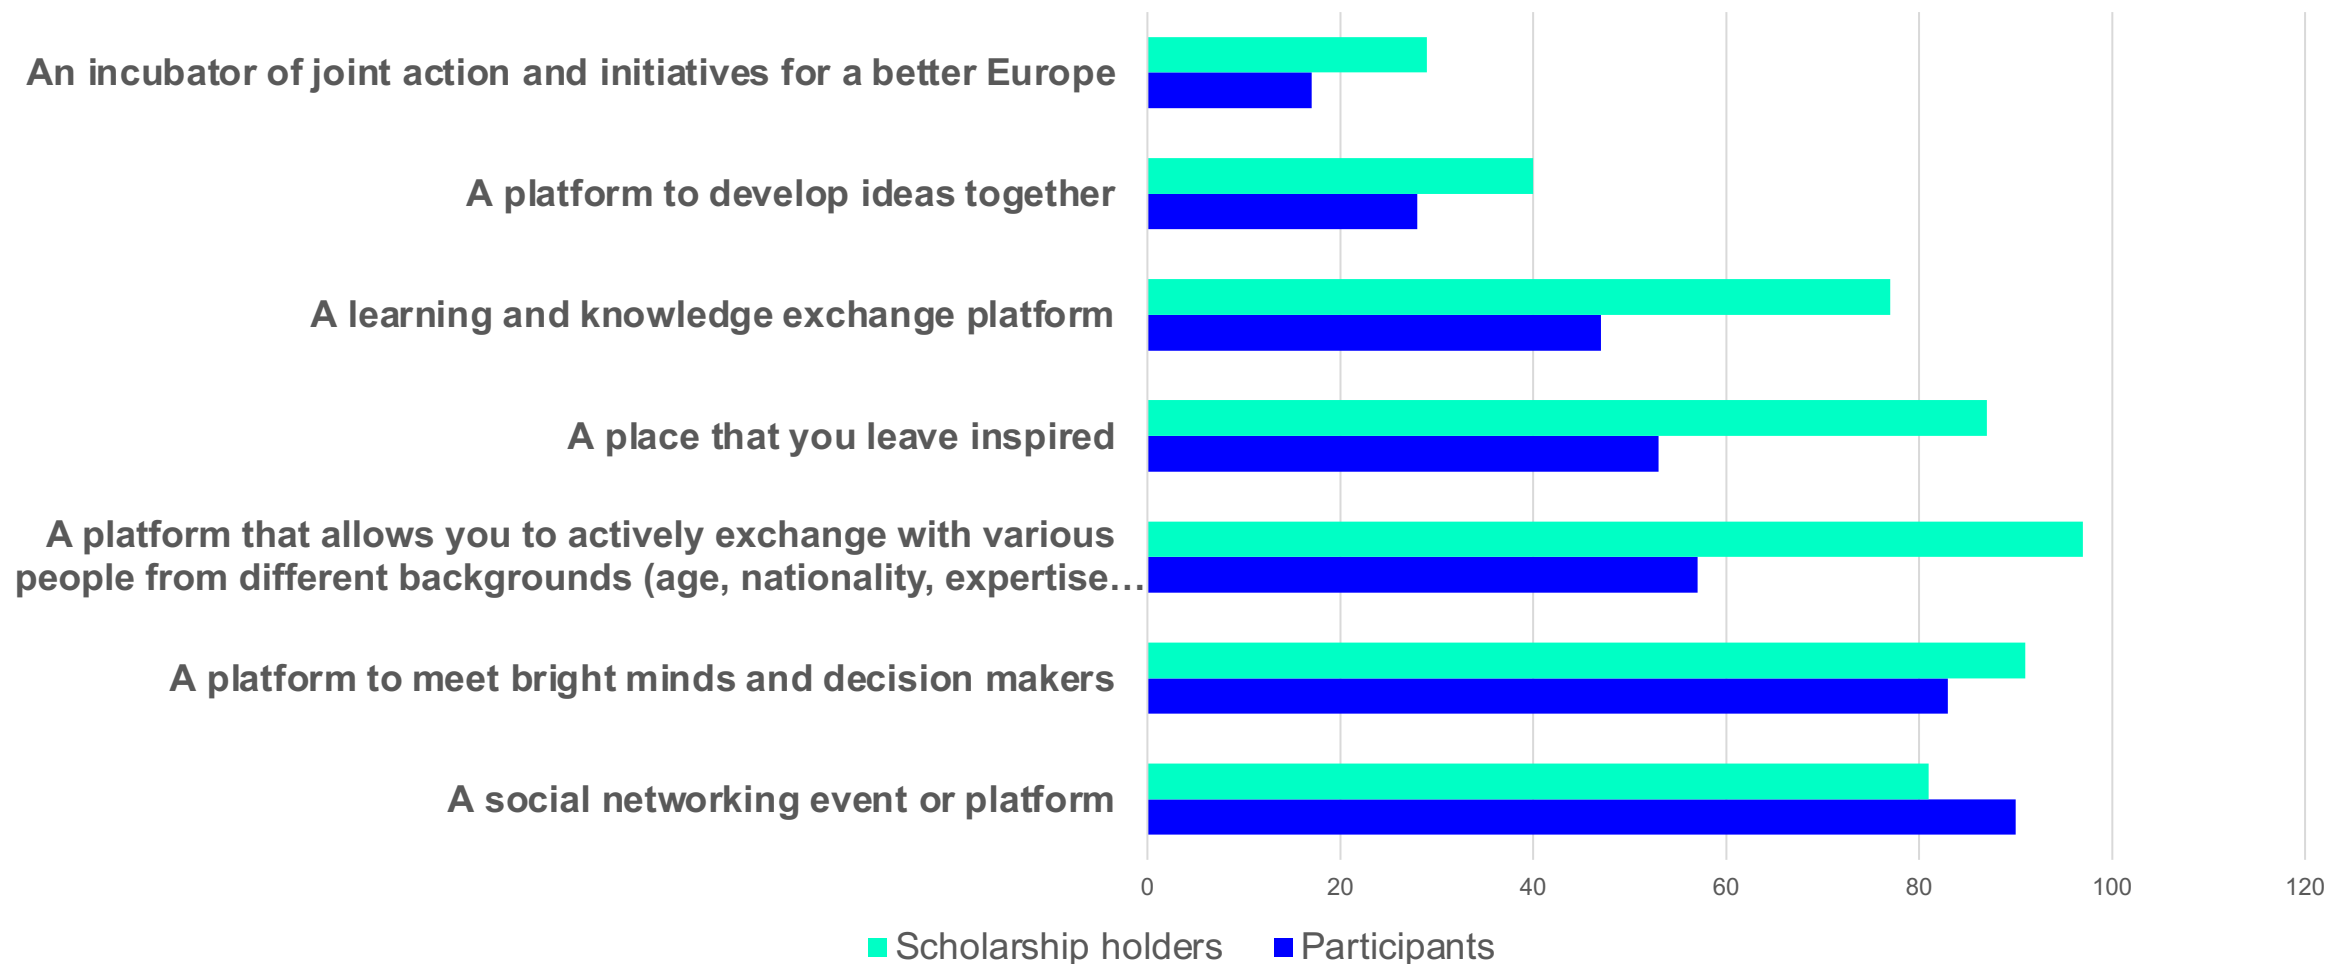 An incubator of joint action and initiatives for a better Europe
A platform to develop ideas together
A learning and knowledge exchange platform
A place that you leave inspired
A platform that allows you to actively exchange with various
people from different backgrounds (age, nationality, expertise…
A platform to meet bright minds and decision makers
A social networking event or platform
0 20 40 60 80 100 120
Scholarship holders Participants